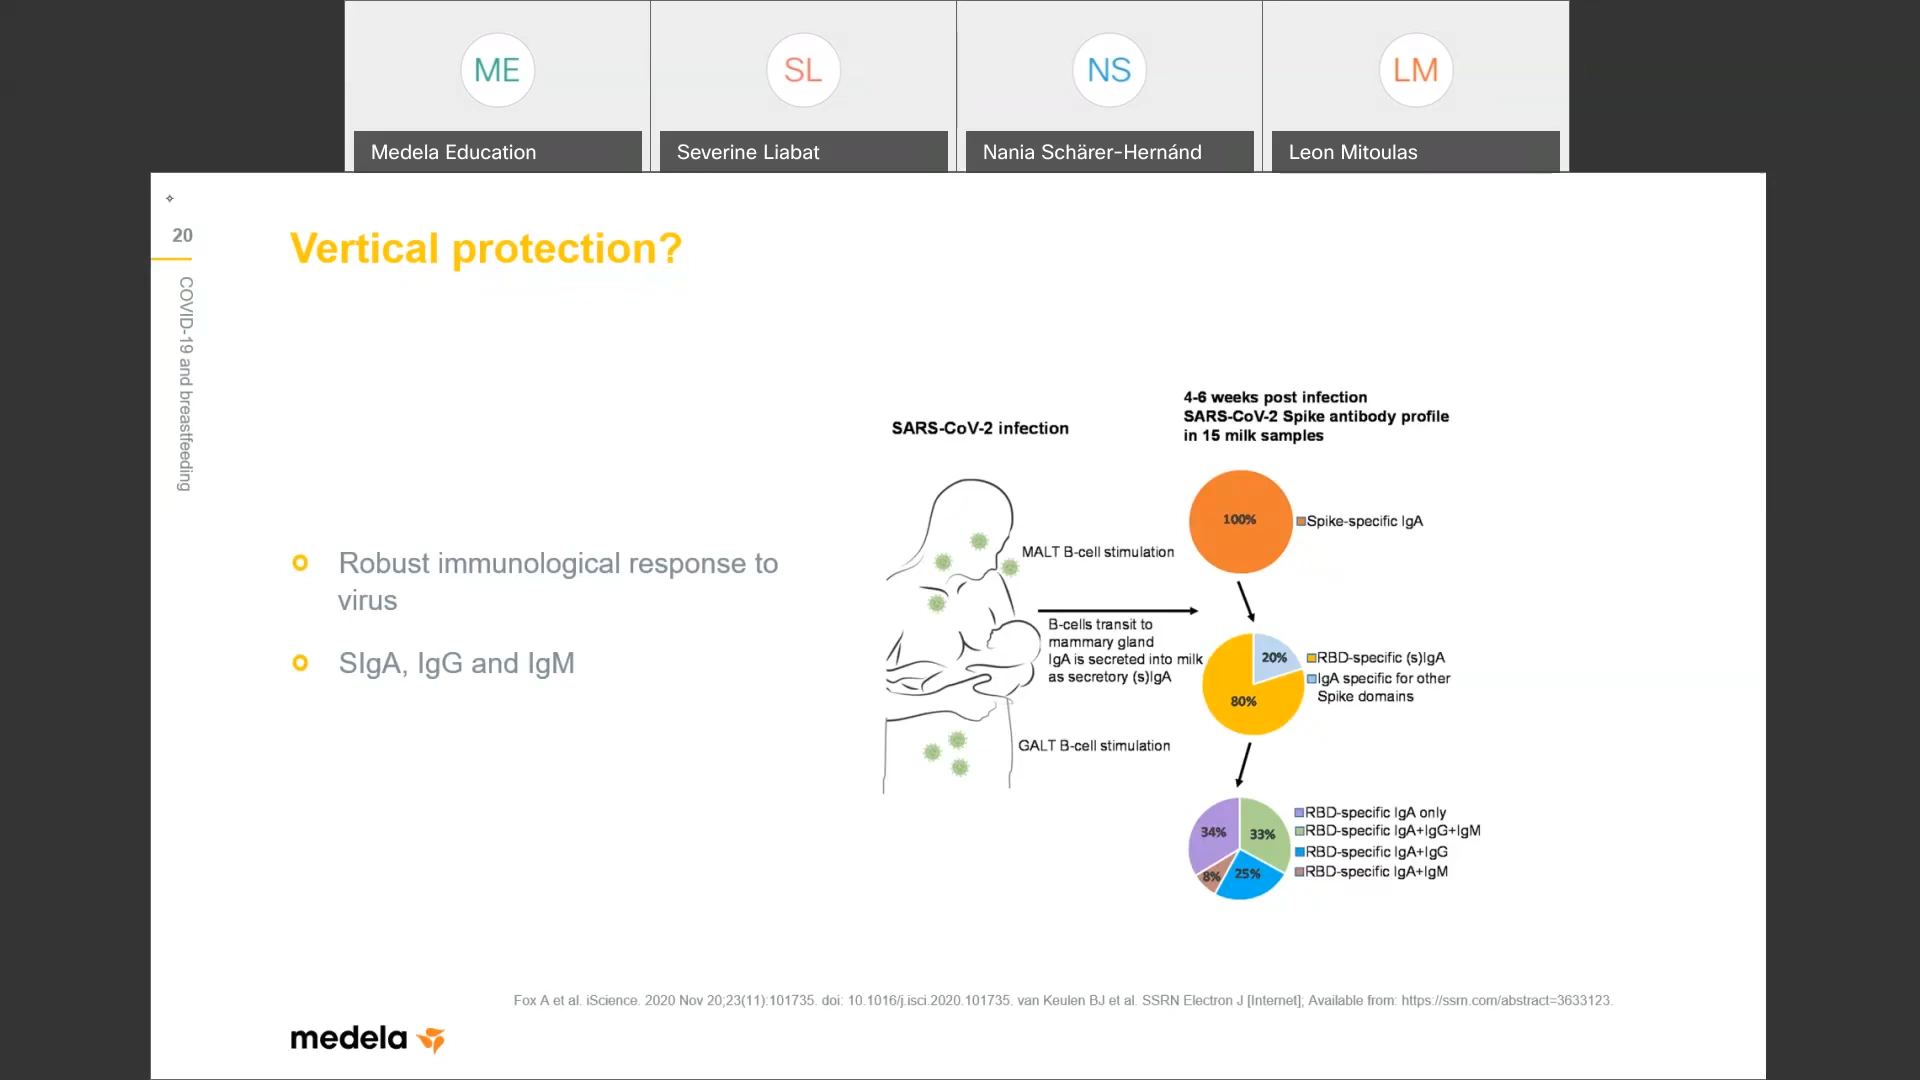 ME
SL
NS
LM
Medela Education
Severine Liabat
Nania Schärer-Hernánd
Leon Mitoulas
20
COVID-19 and breastfeeding
Vertical protection?
Robust immunological response to
virus
SIgA, IgG and IgM
SARS-CoV-2 infection
MALT B-cell stimulation
B-cells transit to
mammary gland
IgA is secreted into milk
as secretory (s)IgA
GALT B-cell stimulation
4-6 weeks post infection
SARS-CoV-2 Spike antibody profile
in 15 milk samples
100%
Spike-specific IgA
20%
80%
RBD-specific (s)IgA
IgA specific for other
Spike domains
34%
33%
8%
25%
RBD-specific IgA only
RBD-specific IgA+IgG+IgM
RBD-specific IgA+IgG
RBD-specific IgA+IgM
Fox A et al. iScience. 2020 Nov 20;23(11):101735. doi: 10.1016/j.isci.2020.101735. van Keulen BJ et al. SSRN Electron J [Internet]; Available from: https://ssrn.com/abstract=3633123.
medela